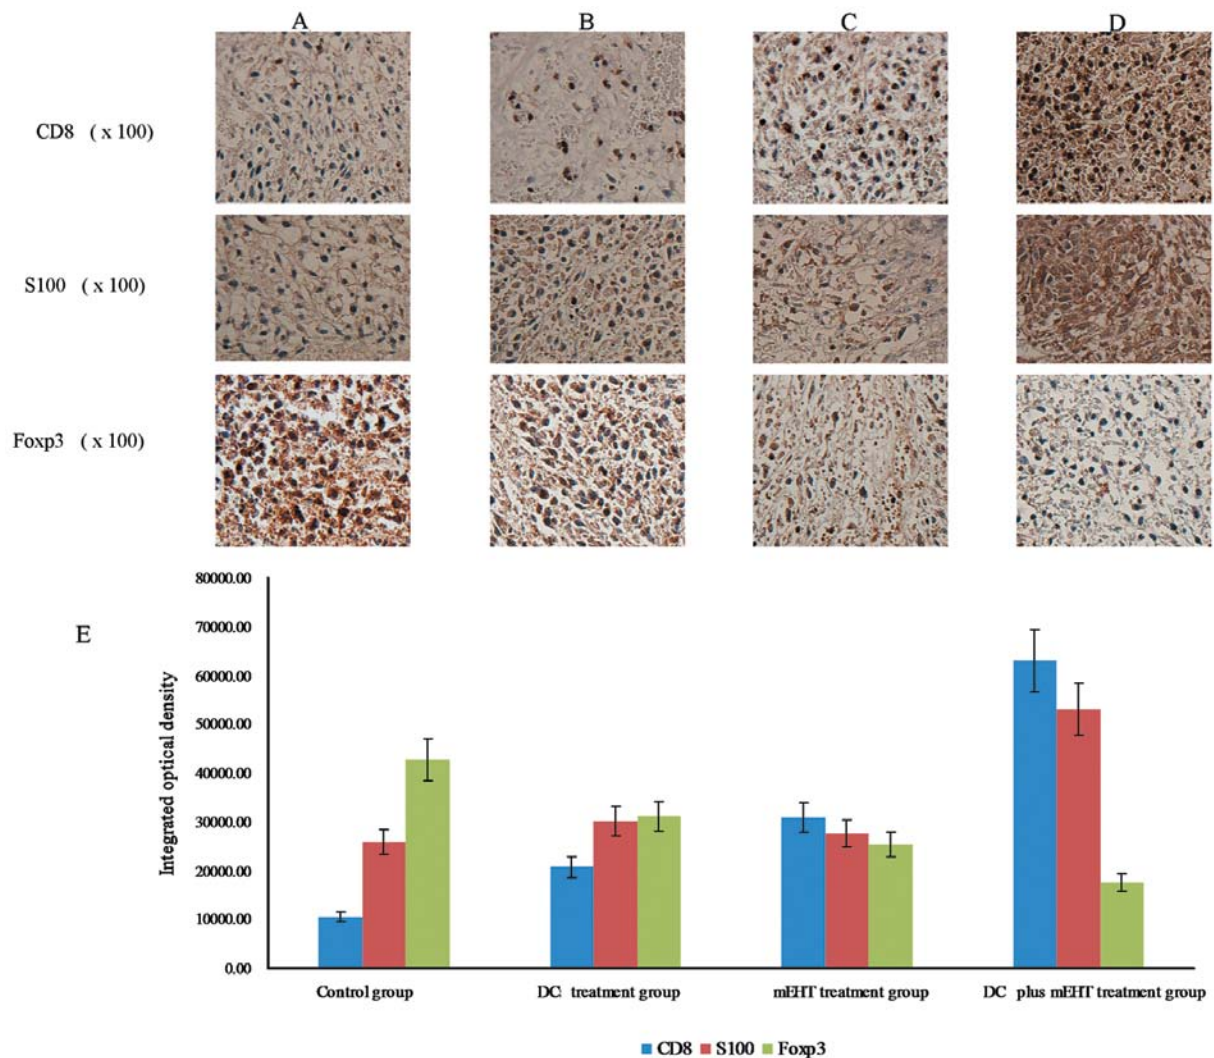 A B C D
CD8 ( x 100)
S100 ( x 100)
Foxp3 ( x 100)
E
Integrated optical density
80000.00
70000.00
60000.00
50000.00
40000.00
30000.00
20000.00
10000.00
0.00
Control group
DC treatment group
mEHT treatment group
DC plus mEHT treatment group
CD8 S100 Foxp3